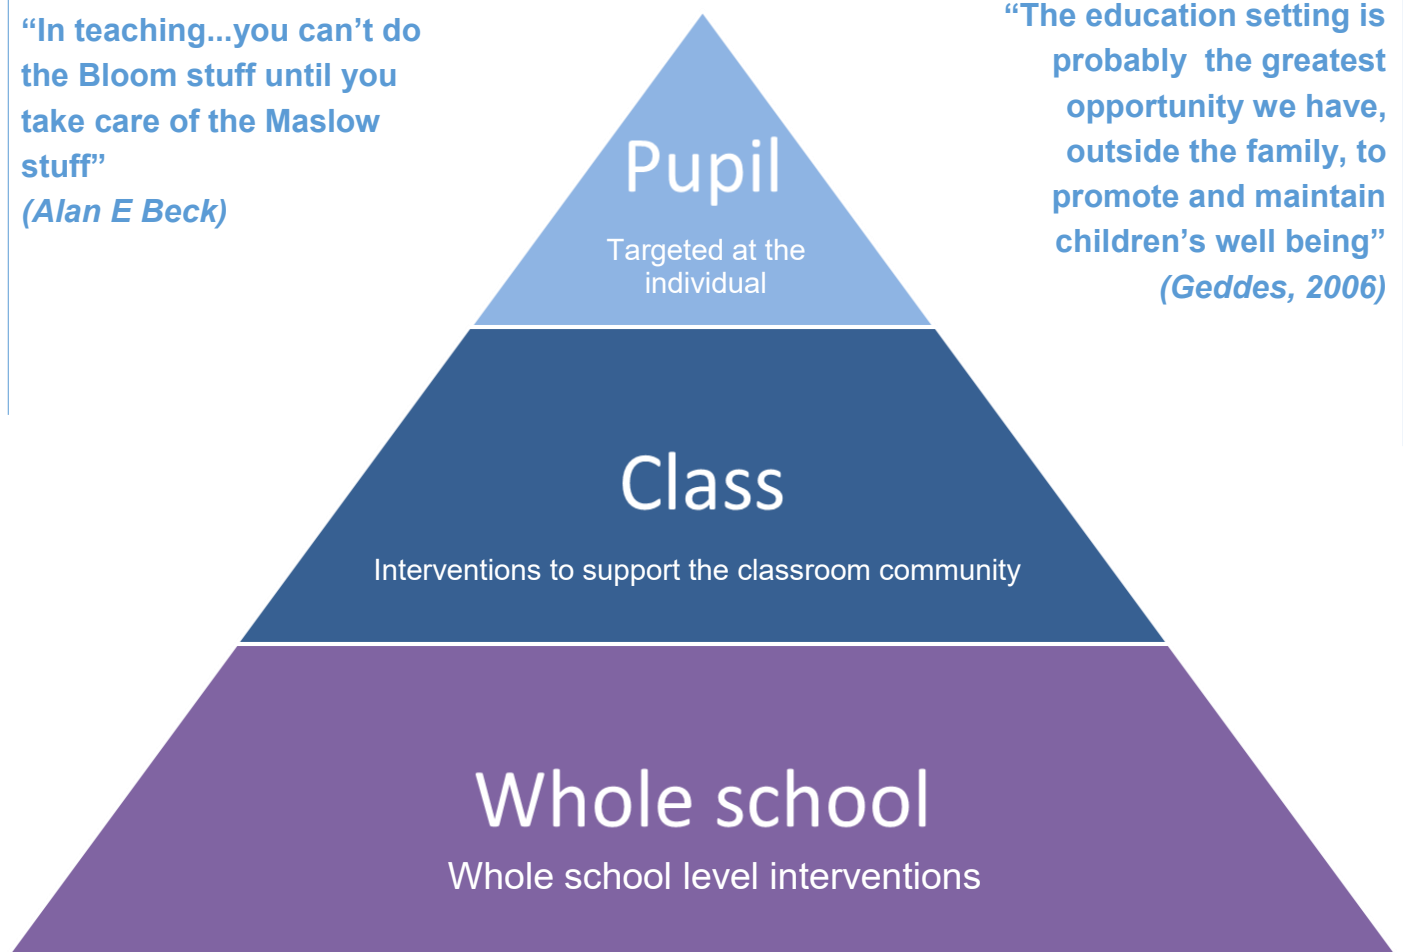 “In teaching...you can’t do
the Bloom stuff until you
take care of the Maslow
stuff”
(Alan E Beck)
“The education setting is
probably  the greatest
opportunity we have,
outside the family, to
promote and maintain
children’s well being”
(Geddes, 2006)
Pupil
Targeted at the
individual
Class
Interventions to support the classroom community
Whole school
Whole school level interventions